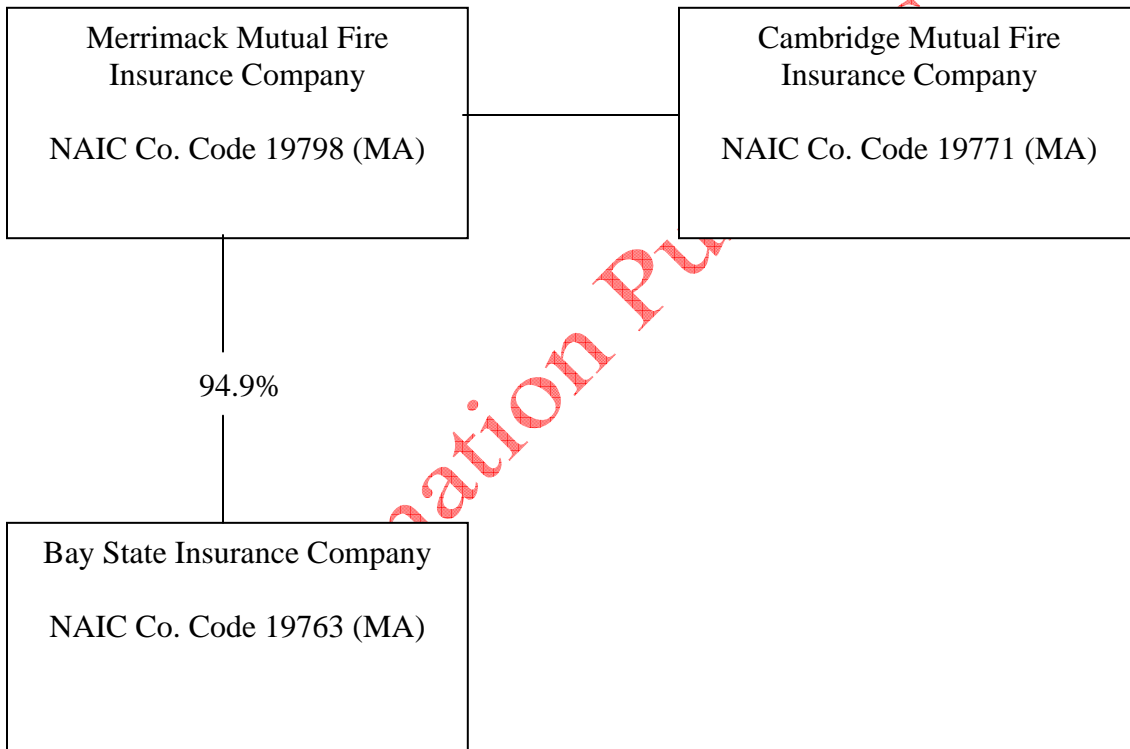 Merrimack Mutual Fire
Insurance Company
NAIC Co. Code 19798 (MA)
Cambridge Mutual Fire
Insurance Company
NAIC Co. Code 19771 (MA)
94.9%
Bay State Insurance Company
NAIC Co. Code 19763 (MA)